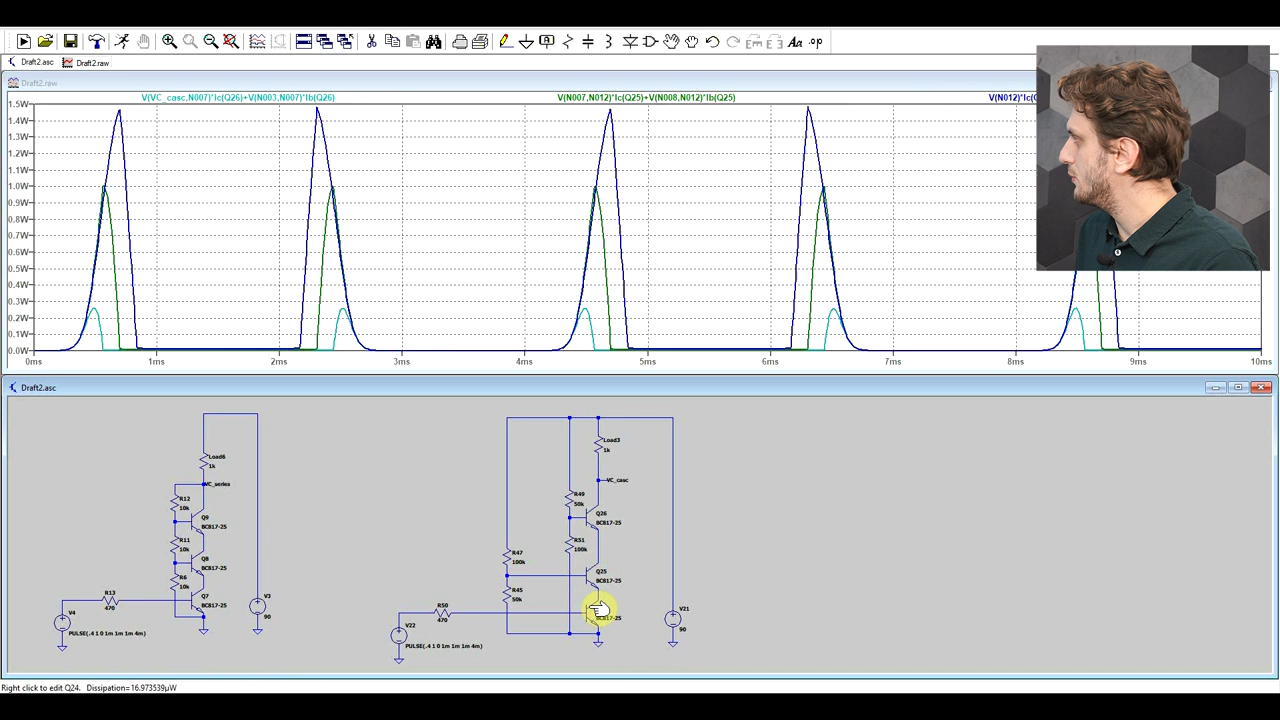 Aa .op
Draft2.asc Draft2.raw
Draft2.raw
V(VC_casc,N007)*Ic(Q26)+V(N003,N007)*Ib(Q26) V(N007,N012)*Ic(Q25)+V(N008,N012)*Ib(Q25) V(N012)*Ic(
1.5W
1.4W
1.3W
1.2W
1.1W
1.0W
0.9W
0.8W
0.7W
0.6W
0.5W
0.4W
0.3W
0.2W
0.1W
0.0W
0ms 1ms 2ms 3ms 4ms 5ms 6ms 7ms 8ms 9ms 10ms
Draft2.asc
Load6
1k
VC_series
R12
10k
Q9
BC817-25
R11
10k
Q8
BC817-25
R6
10k
Q7
BC817-25
R13
470
V4
PULSE(.4 1 0 1m 1m 1m 4m)
V3
90
Load3
1k
VC_casc
R49
50k
Q26
BC817-25
R51
100k
R47
100k
Q25
BC817-25
R45
50k
BC817-25
R50
470
V22
PULSE(.4 1 0 1m 1m 1m 4m)
V21
90
Right click to edit Q24. Dissipation=16.973539µW